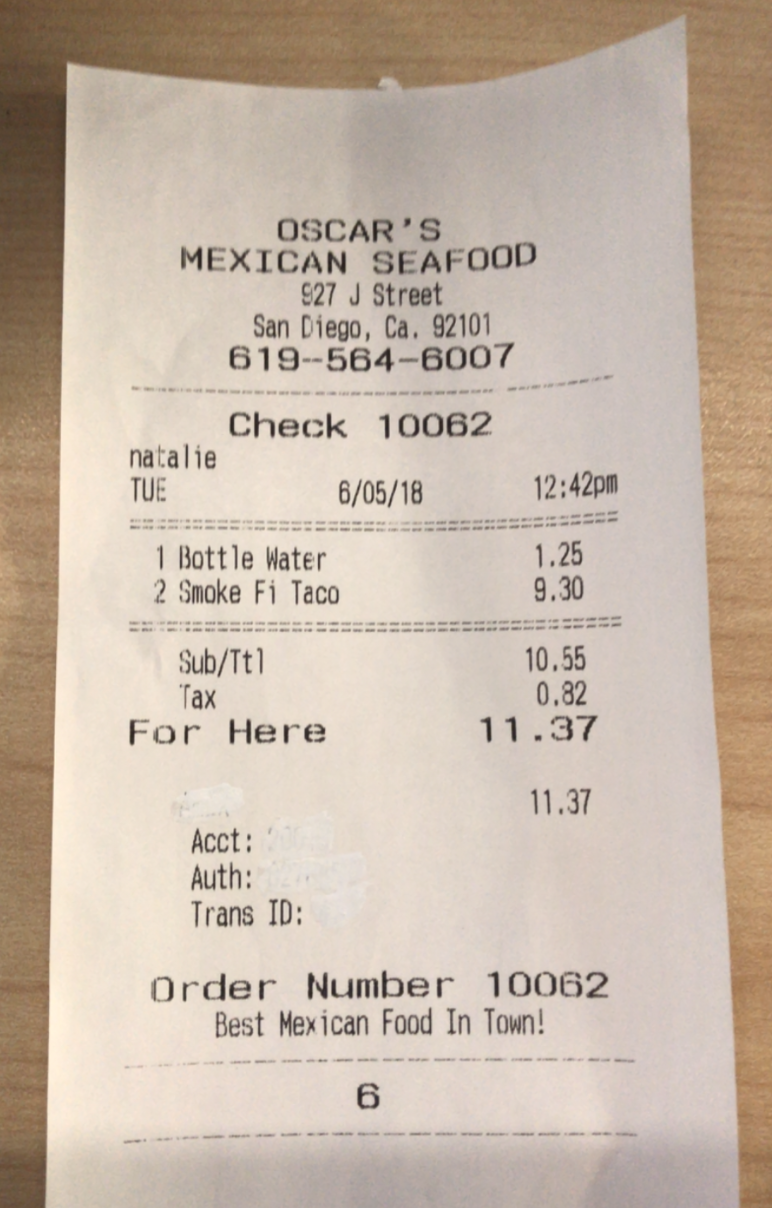 OSCAR'S
MEXICAN SEAFOOD
927 J Street
San Diego, Ca. 92101
619-564-6007
Check 10062
natalie
TUE 6/05/18 12:42pm
1 Bottle Water 1.25
2 Smoke Fi Taco 9.30
Sub/Ttl 10.55
Tax 0.82
For Here 11.37
11.37
Acct:
Auth:
Trans ID:
Order Number 10062
Best Mexican Food In Town!
6